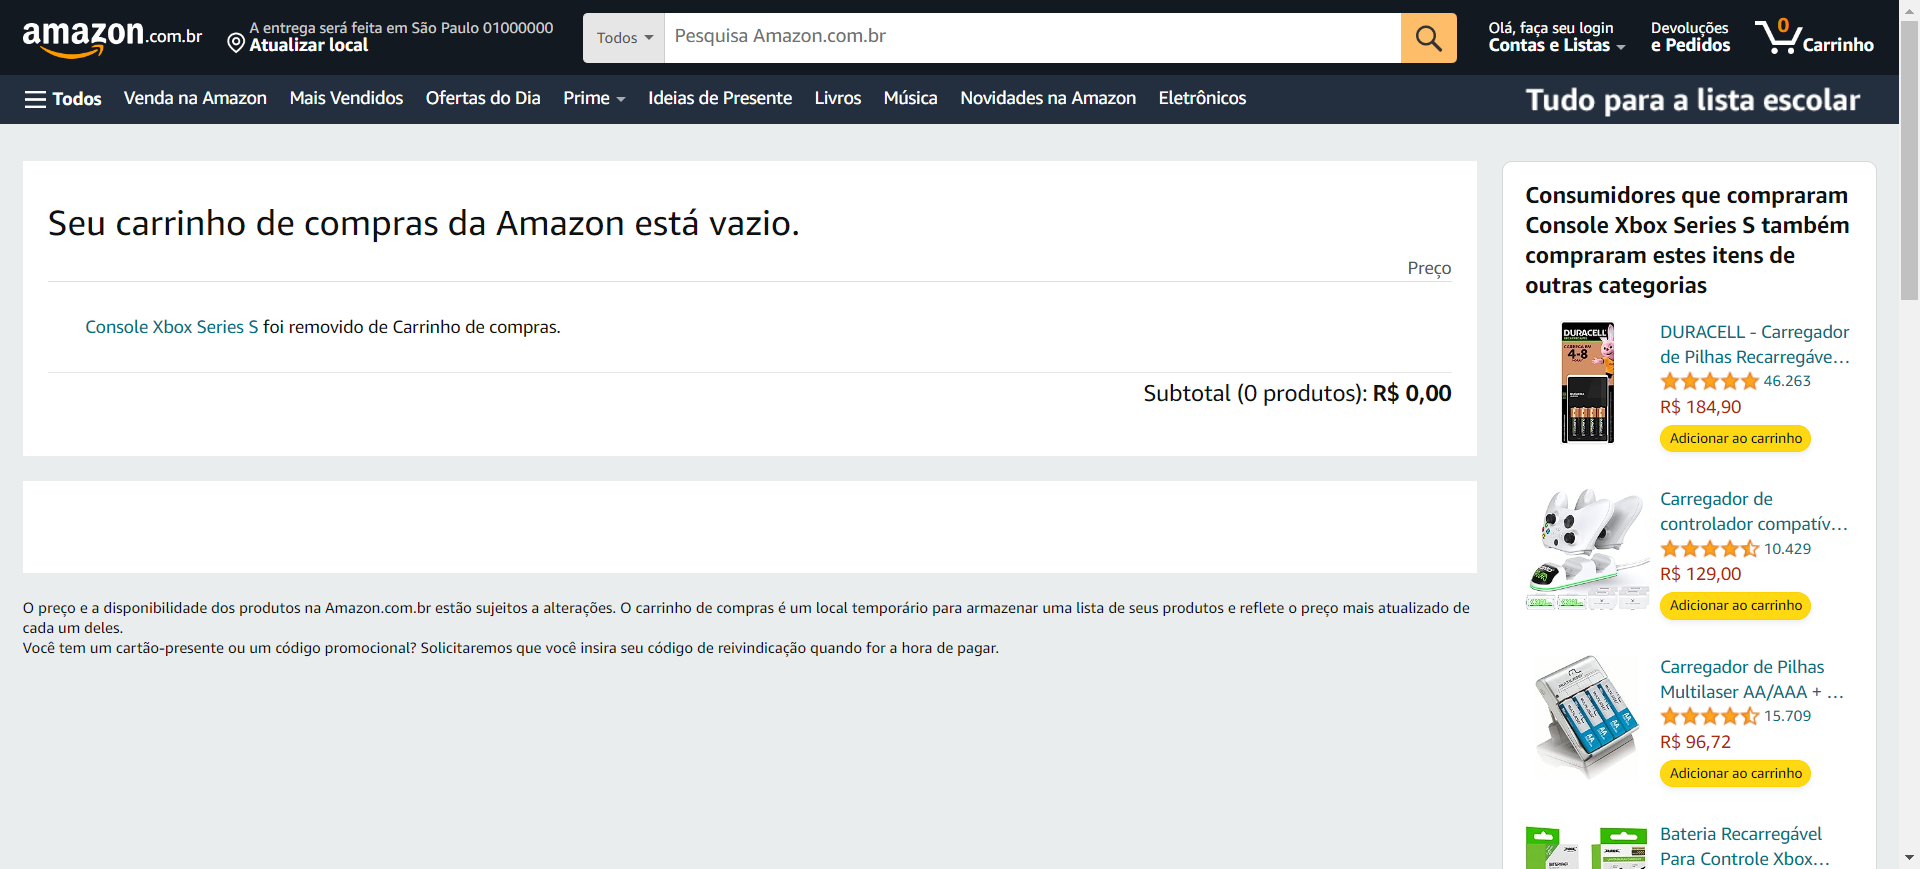 amazon.com.br
A entrega será feita em São Paulo 01000000
Atualizar local
Todos
Pesquisa Amazon.com.br
Olá, faça seu login
Contas e Listas
Devoluções
e Pedidos
0
Carrinho
Todos
Venda na Amazon
Mais Vendidos
Ofertas do Dia
Prime
Ideias de Presente
Livros
Música
Novidades na Amazon
Eletrônicos
Tudo para a lista escolar
Seu carrinho de compras da Amazon está vazio.
Preço
Console Xbox Series S foi removido de Carrinho de compras.
Subtotal (0 produtos): R$ 0,00
O preço e a disponibilidade dos produtos na Amazon.com.br estão sujeitos a alterações. O carrinho de compras é um local temporário para armazenar uma lista de seus produtos e reflete o preço mais atualizado de
cada um deles.
Você tem um cartão-presente ou um código promocional? Solicitaremos que você insira seu código de reivindicação quando for a hora de pagar.
Consumidores que compraram
Console Xbox Series S também
compraram estes itens de
outras categorias
DURACELL
4-8
DURACELL - Carregador
de Pilhas Recarregáve…
46.263
R$ 184,90
Adicionar ao carrinho
Carregador de
controlador compatív…
10.429
R$ 129,00
Adicionar ao carrinho
Carregador de Pilhas
Multilaser AA/AAA + …
15.709
R$ 96,72
Adicionar ao carrinho
Bateria Recarregável
Para Controle Xbox…